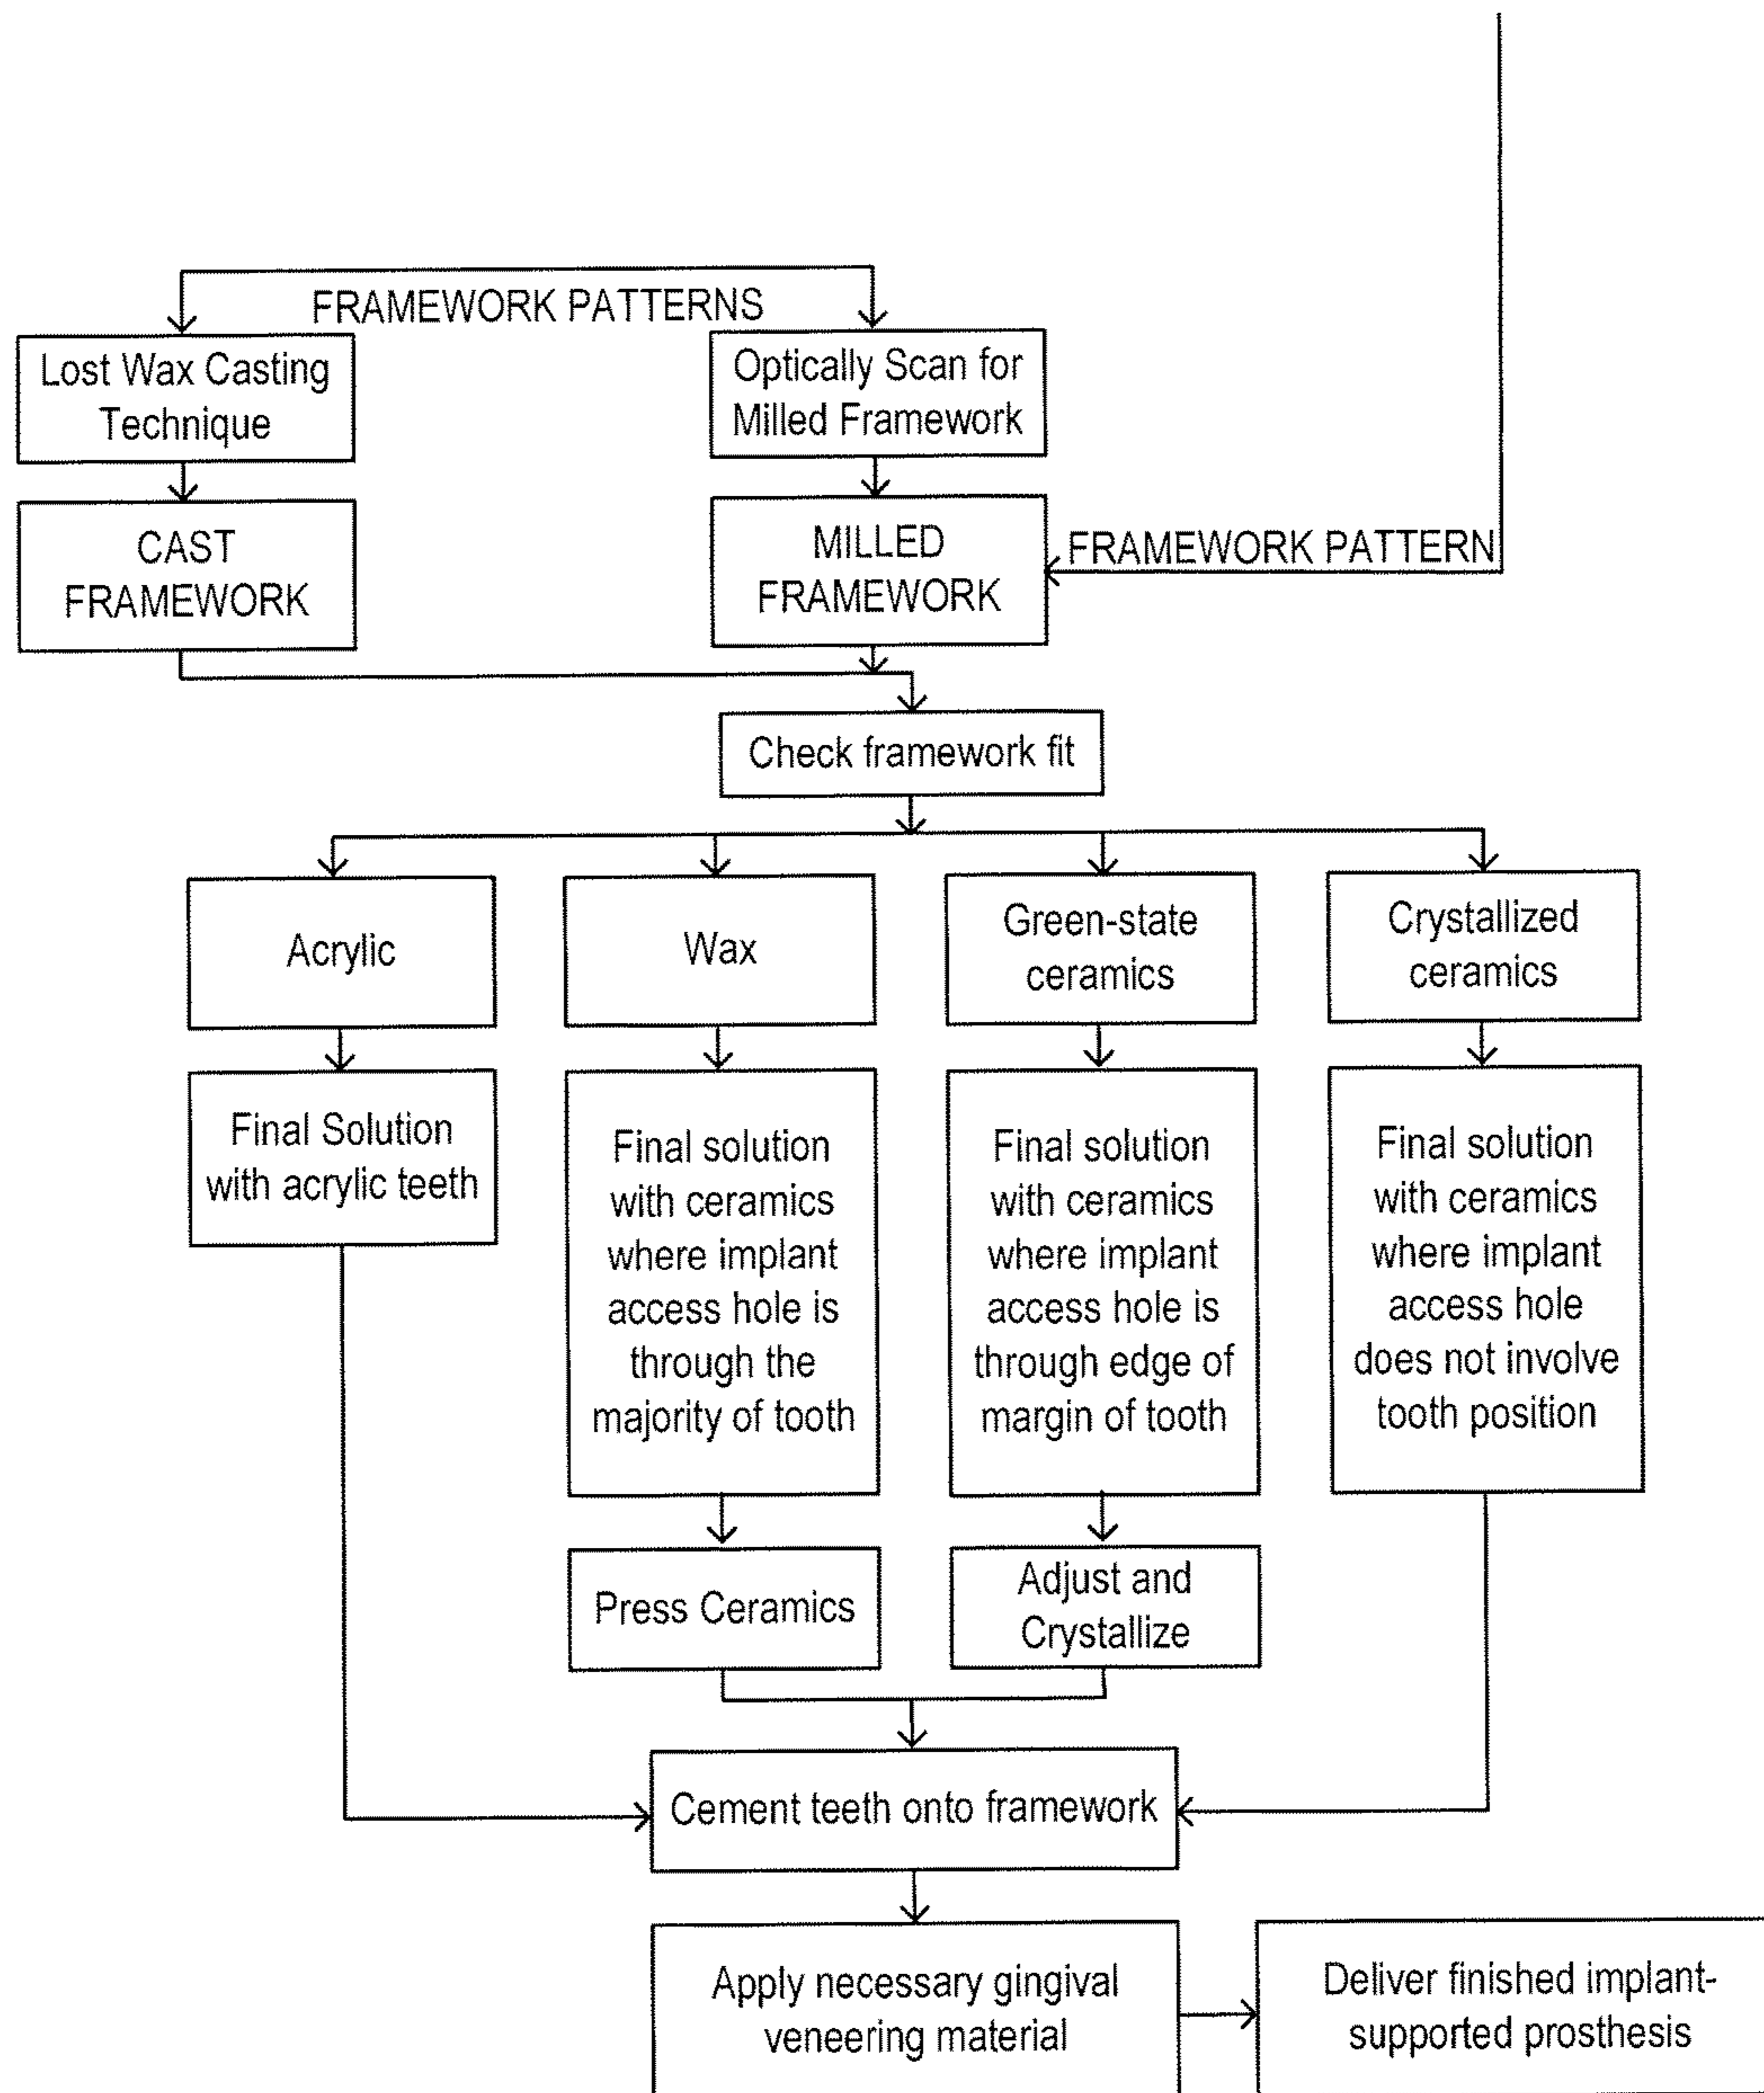 FRAMEWORK PATTERNS
Lost Wax Casting
Technique
Optically Scan for
Milled Framework
CAST
FRAMEWORK
MILLED
FRAMEWORK
FRAMEWORK PATTERN
Check framework fit
Acrylic
Wax
Green-state
ceramics
Crystallized
ceramics
Final Solution
with acrylic teeth
Final solution
with ceramics
where implant
access hole is
through the
majority of tooth
Final solution
with ceramics
where implant
access hole is
through edge of
margin of tooth
Final solution
with ceramics
where implant
access hole
does not involve
tooth position
Press Ceramics
Adjust and
Crystallize
Cement teeth onto framework
Apply necessary gingival
veneering material
Deliver finished implant-
supported prosthesis